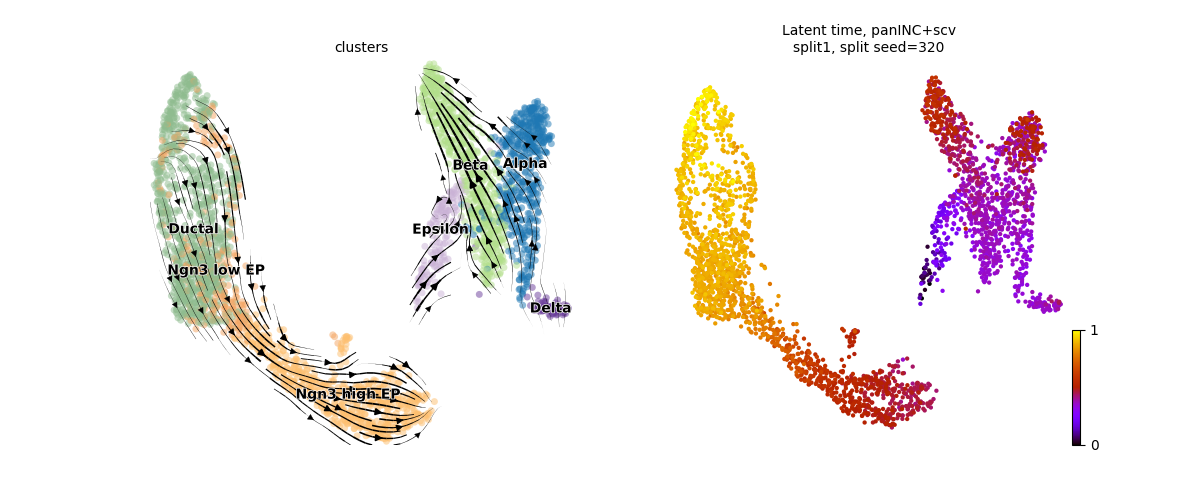 clusters
Beta
Alpha
Epsilon
Ductal
Ngn3 low EP
Delta
Ngn3 high EP
Latent time, panINC+scv
split1, split seed=320
1
0